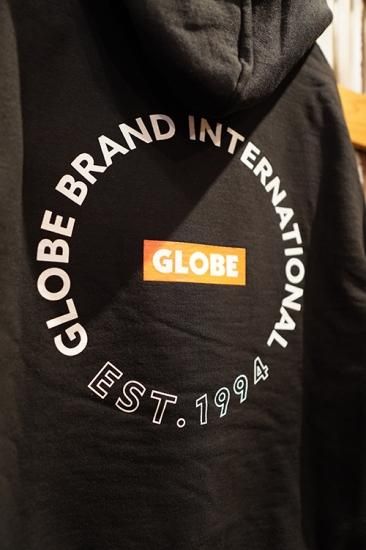 GLOBE BRAND INTERNATIONAL
GLOBE
EST.1994